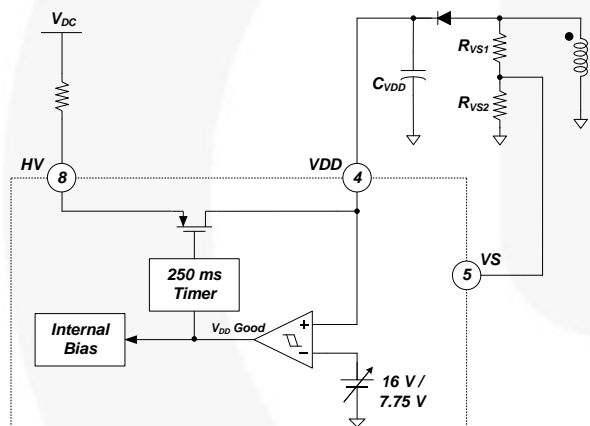 VDC
RVS1
CVDD
RVS2
HV
VDD
8
4
VS
5
250 ms
Timer
Internal
Bias
VDD Good
+
–
16 V /
7.75 V